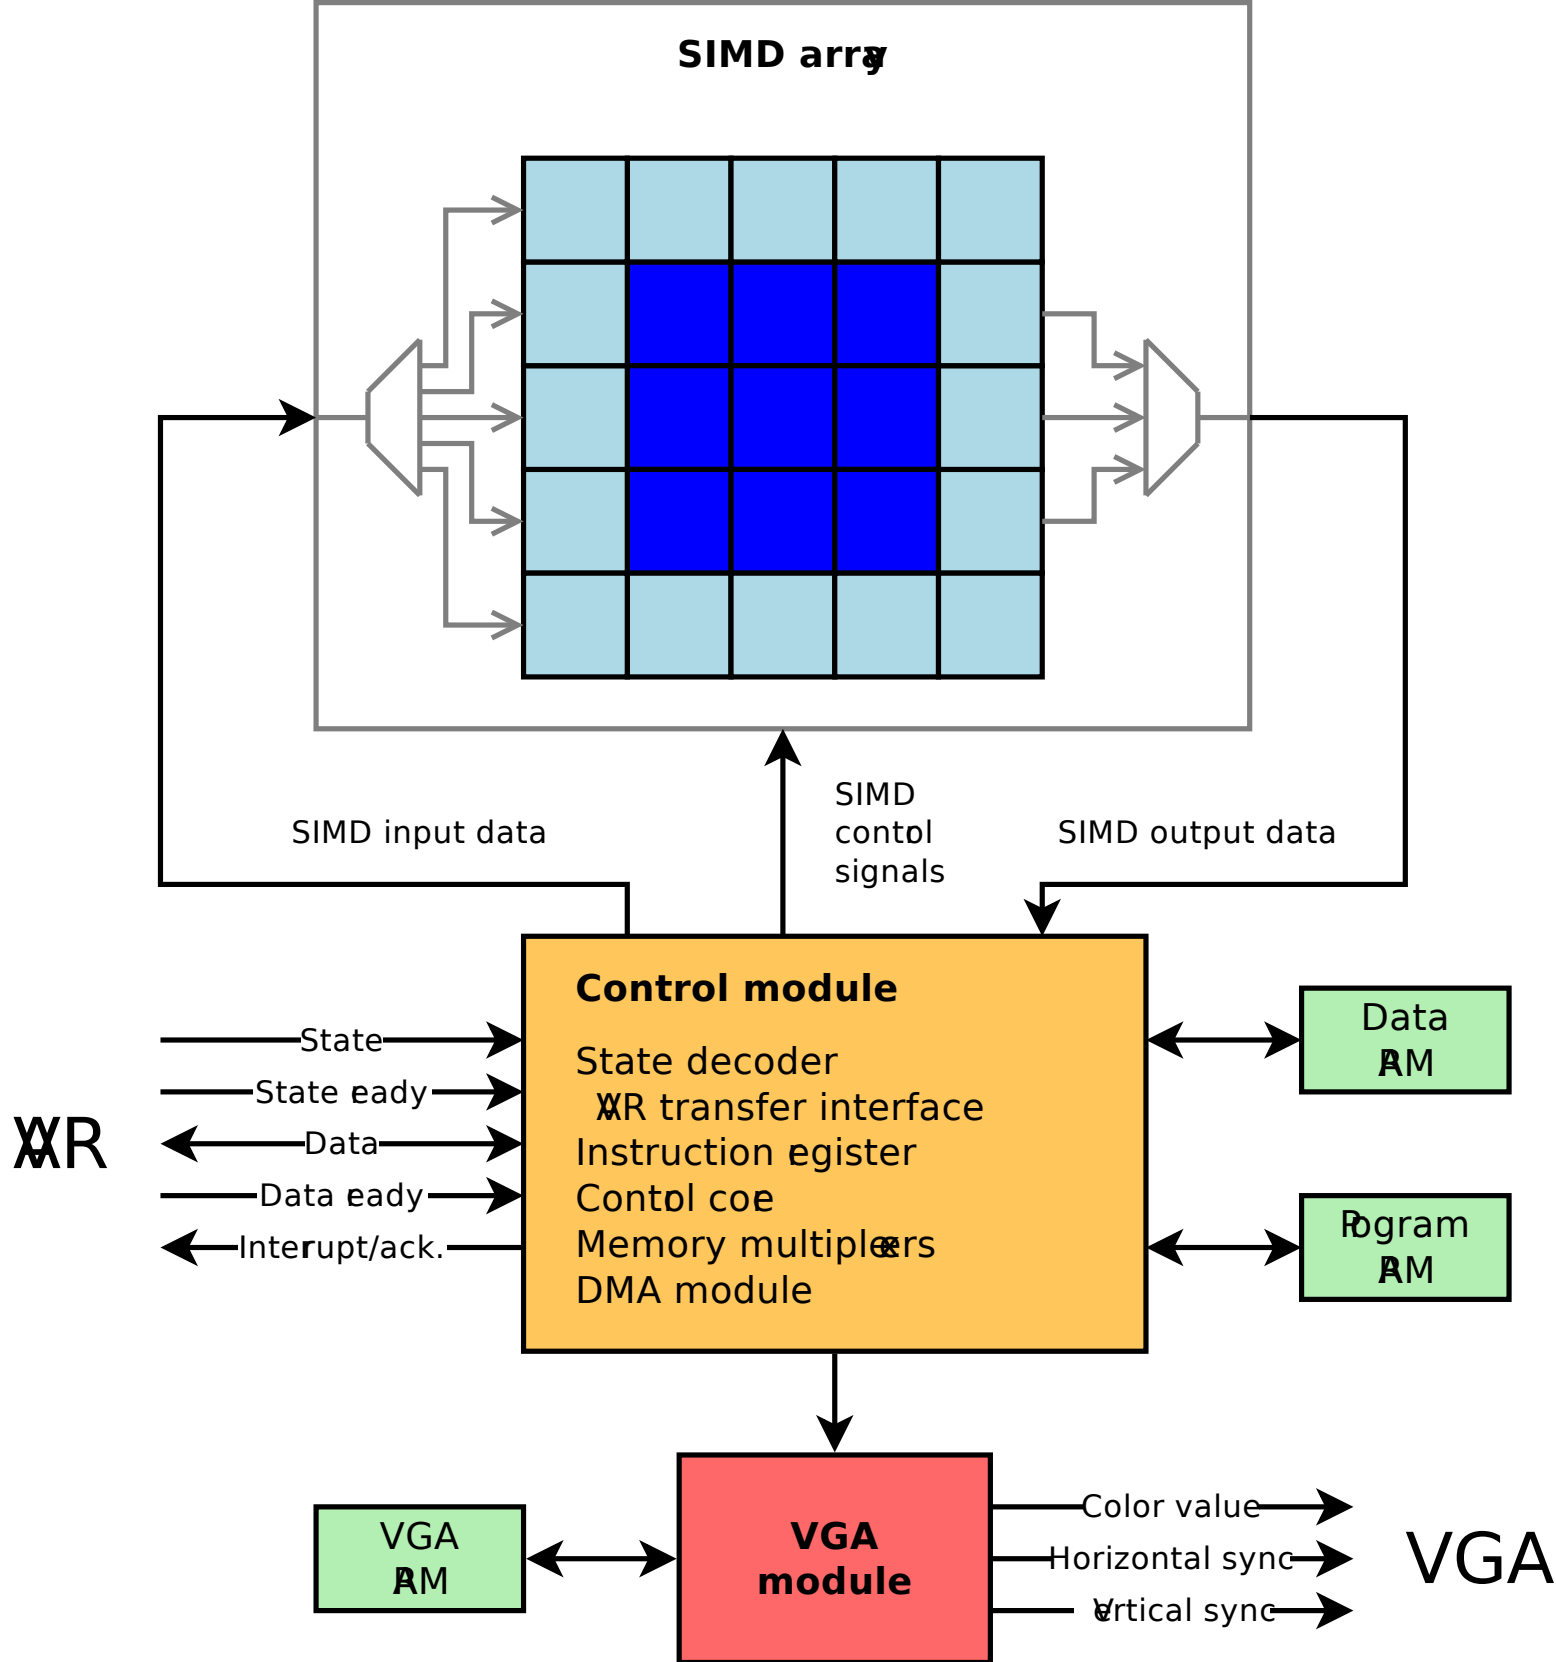 SIMD array
SIMD input data
SIMD
control
signals
SIMD output data
Control module
State decoder
AVR transfer interface
Instruction register
Control core
Memory multiplexers
DMA module
AVR
State
State ready
Data
Data ready
Interrupt/ack.
Data
RAM
Program
RAM
VGA
RAM
VGA
module
Color value
Horizontal sync
Vertical sync
VGA